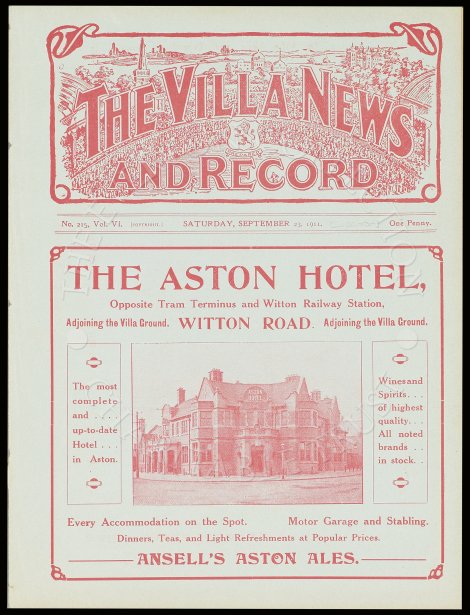 THE VILLA NEWS
AND RECORD
No. 215, Vol. VI. [COPYRIGHT.] SATURDAY, SEPTEMBER 23, 1911. One Penny.
THE ASTON HOTEL,
Opposite Tram Terminus and Witton Railway Station,
Adjoining the Villa Ground. WITTON ROAD. Adjoining the Villa Ground.
The most
complete
and . . . .
up-to-date
Hotel . . .
in Aston.
Wines and
Spirits. . .
of highest
quality. . .
All noted
brands . .
in stock. .
Every Accommodation on the Spot. Motor Garage and Stabling.
Dinners, Teas, and Light Refreshments at Popular Prices.
ANSELL'S ASTON ALES.